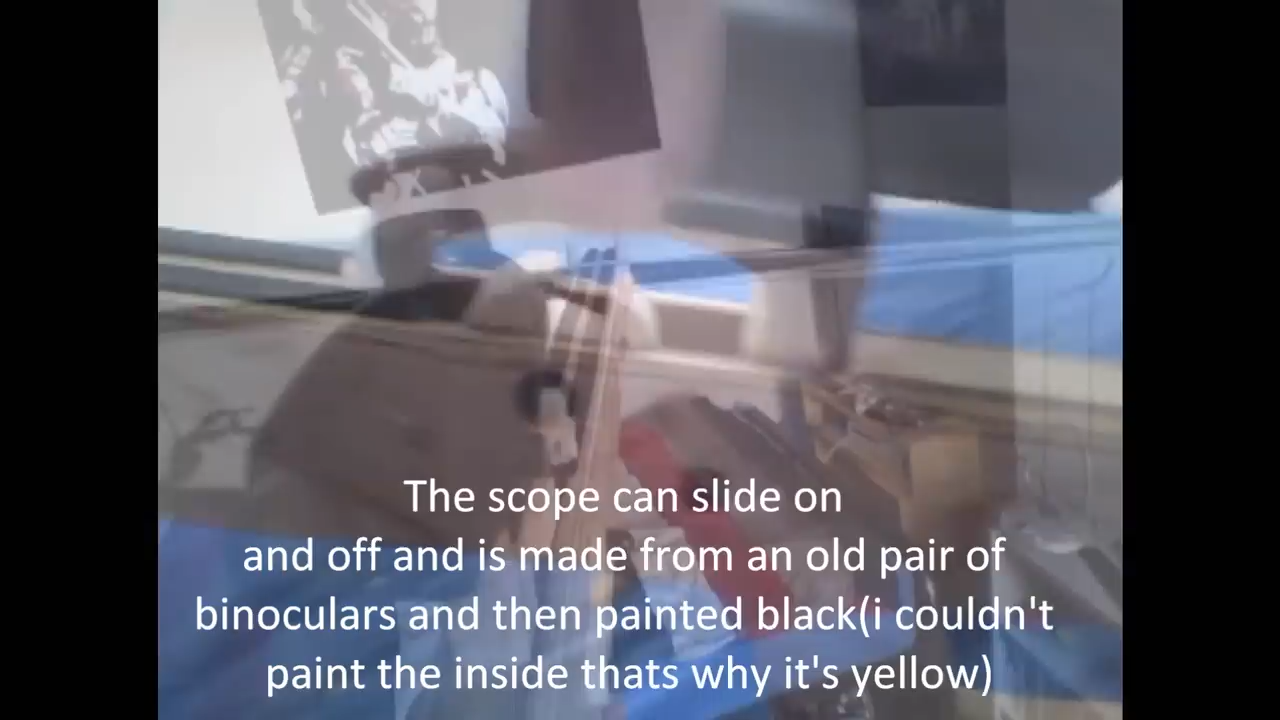 The scope can slide on
and off and is made from an old pair of
binoculars and then painted black(i couldn't
paint the inside thats why it's yellow)